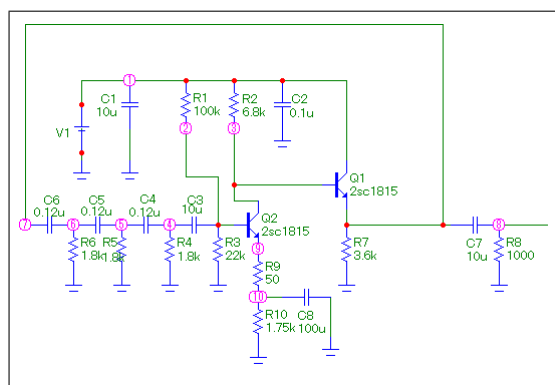 1
C1
10u
R1
100k
R2
6.8k
C2
0.1u
V1
2
3
Q1
2sc1815
C6
0.12u
C5
0.12u
C4
0.12u
C3
10u
Q2
2sc1815
7
6
5
4
9
8
R6
1.8k
R5
1.8k
R4
1.8k
R3
22k
R9
50
R7
3.6k
C7
10u
R8
1000
10
R10
1.75k
C8
100u